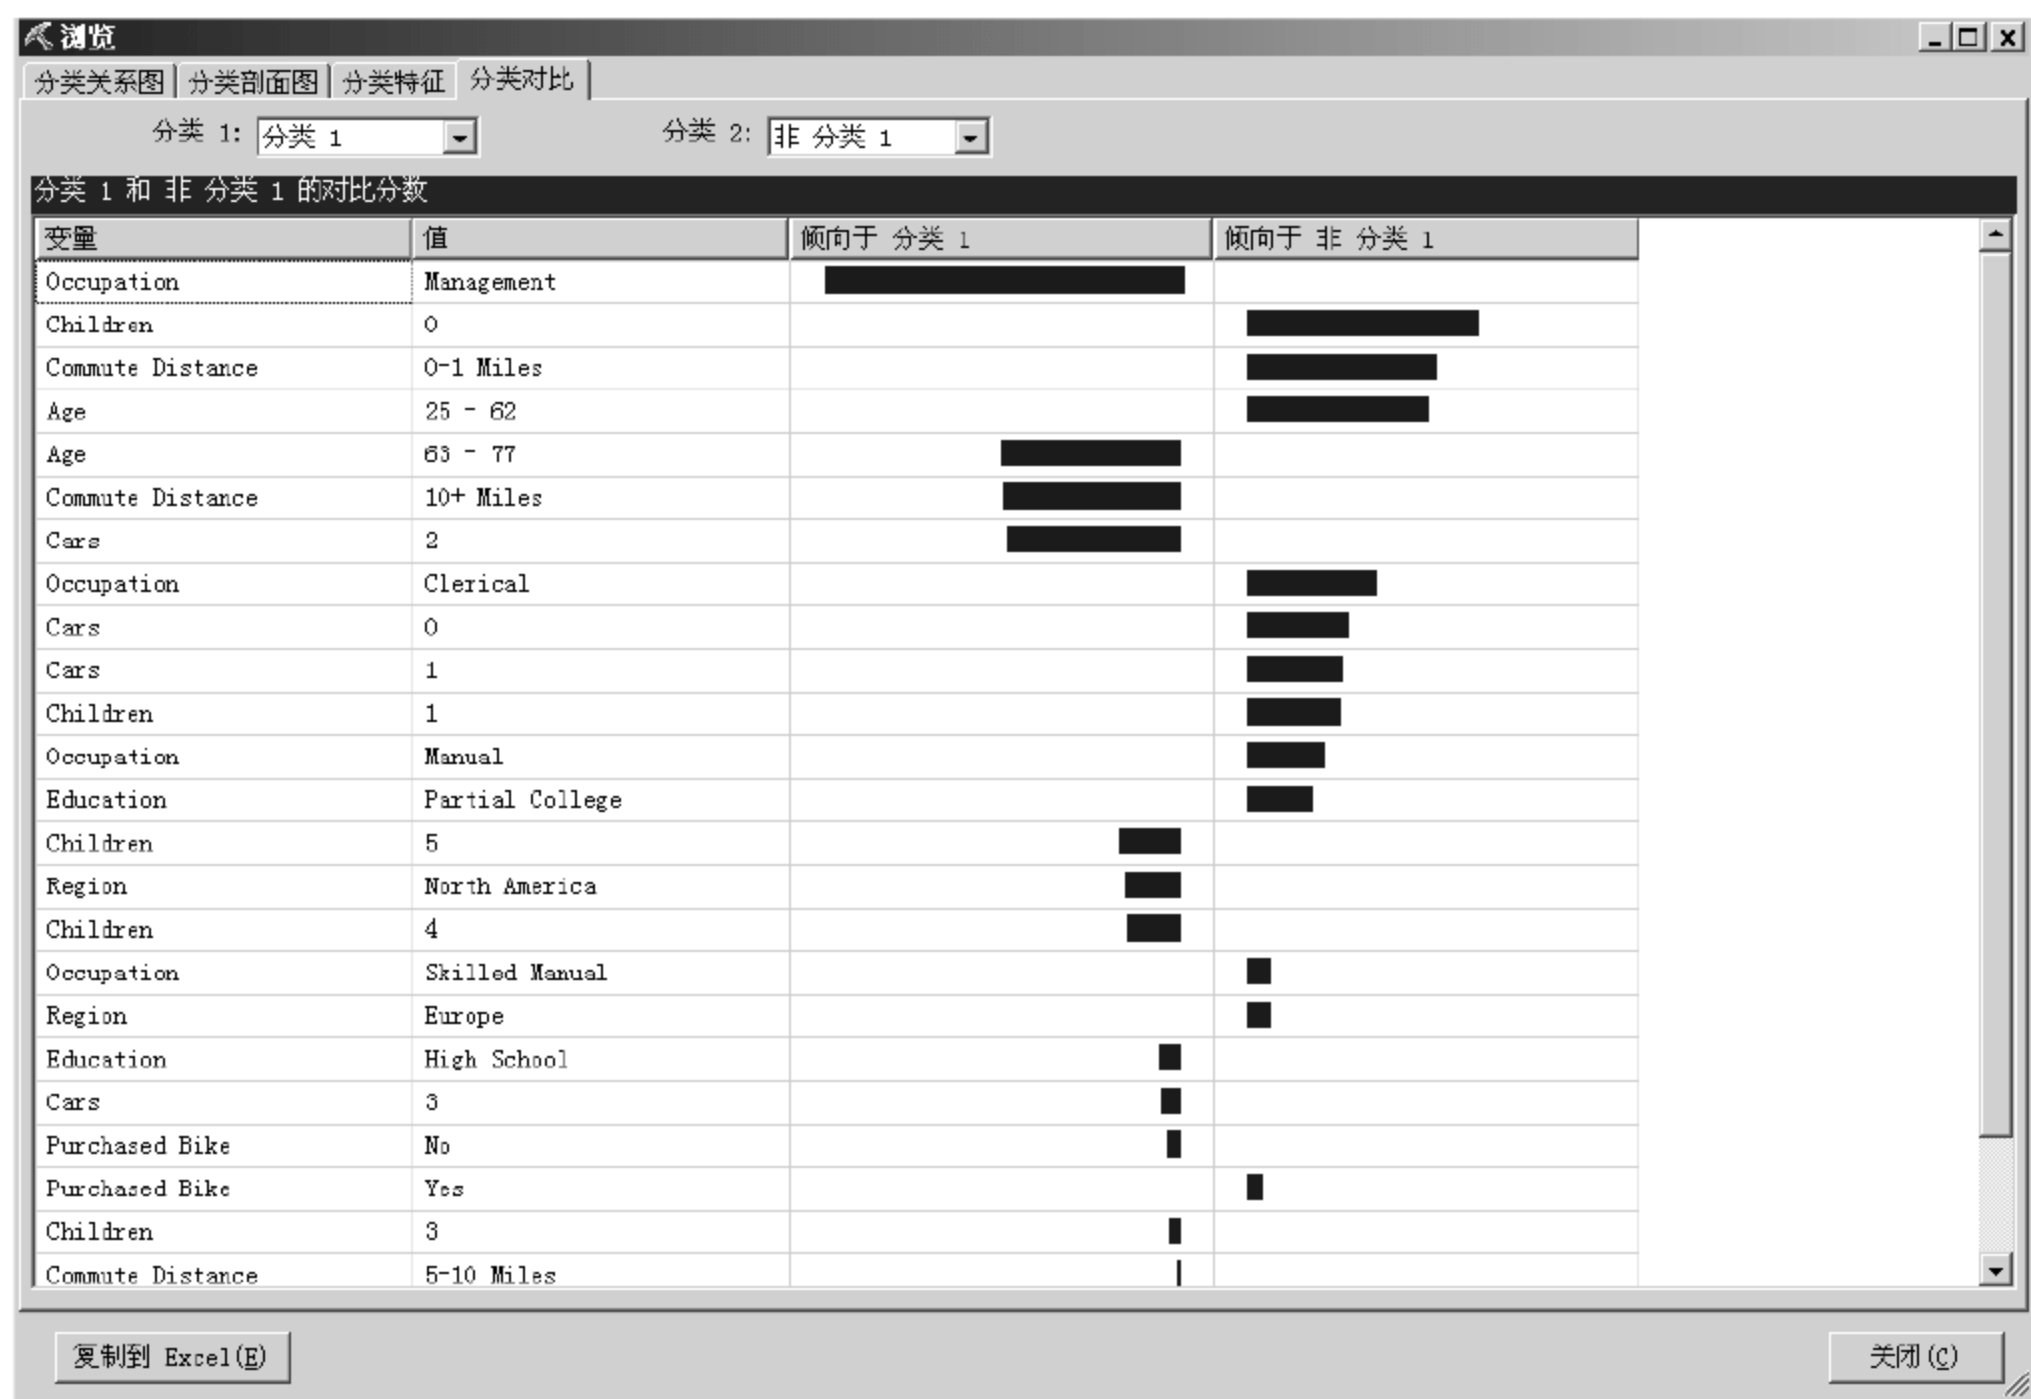 浏览
分类关系图 分类剖面图 分类特征 分类对比
分类 1: 分类 1 分类 2: 非 分类 1
分类 1 和 非 分类 1 的对比分数
变量 值 倾向于 分类 1 倾向于 非 分类 1
Occupation Management
Children 0
Commute Distance 0-1 Miles
Age 25 - 62
Age 63 - 77
Commute Distance 10+ Miles
Cars 2
Occupation Clerical
Cars 0
Cars 1
Children 1
Occupation Manual
Education Partial College
Children 5
Region North America
Children 4
Occupation Skilled Manual
Region Europe
Education High School
Cars 3
Purchased Bike No
Purchased Bike Yes
Children 3
Commute Distance 5-10 Miles
复制到 Excel(E) 关闭(C)